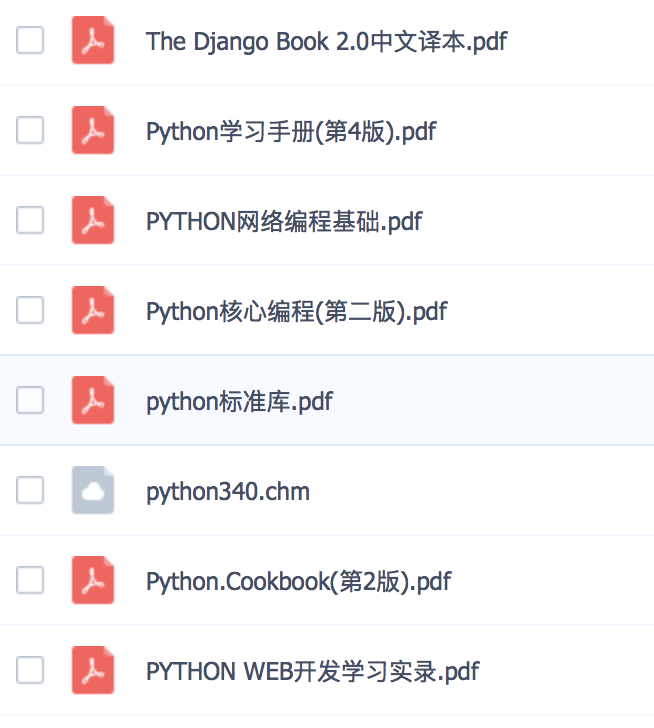 The Django Book 2.0中文译本.pdf
Python学习手册(第4版).pdf
PYTHON网络编程基础.pdf
Python核心编程(第二版).pdf
python标准库.pdf
python340.chm
Python.Cookbook(第2版).pdf
PYTHON WEB开发学习实录.pdf